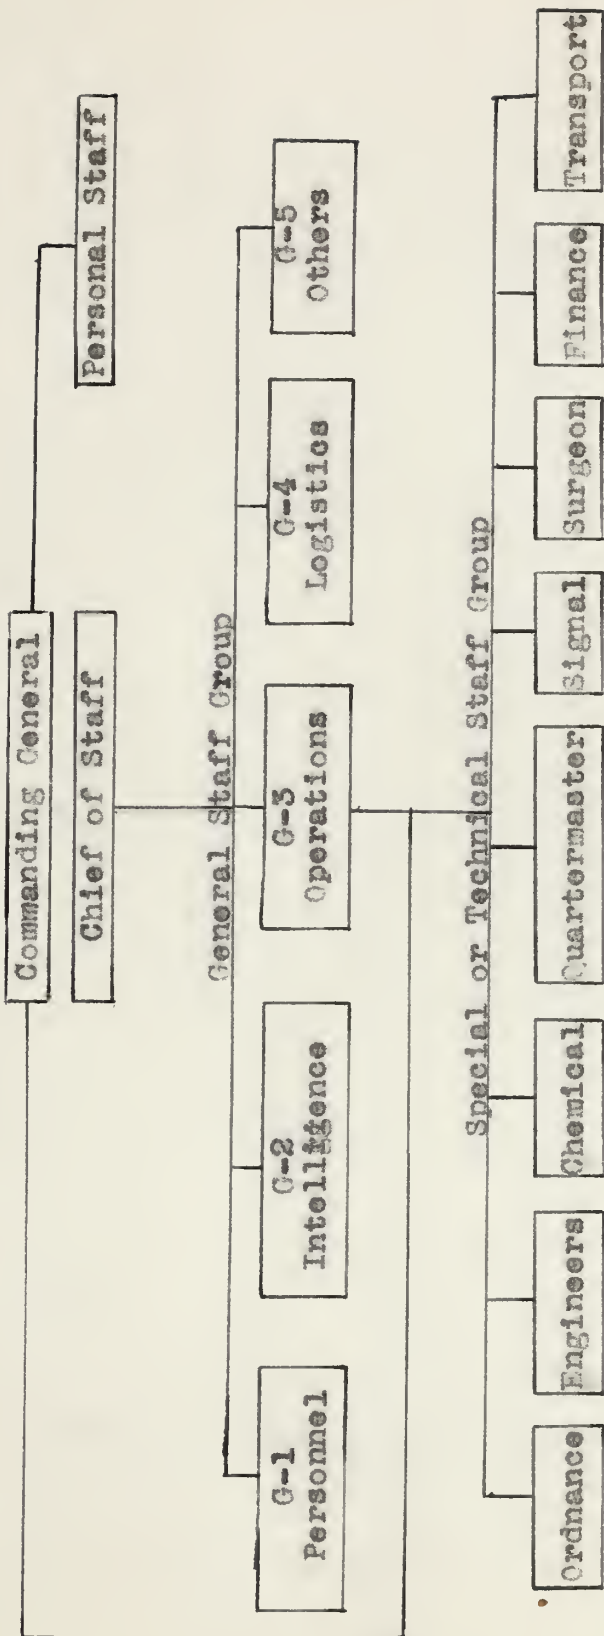 Commanding General
Chief of Staff
Personal Staff
General Staff Group
G-1
Personnel
G-2
Intelligence
G-3
Operations
G-4
Logistics
G-5
Others
Special or Technical Staff Group
Ordnance
Engineers
Chemical
Quartermaster
Signal
Surgeon
Finance
Transport